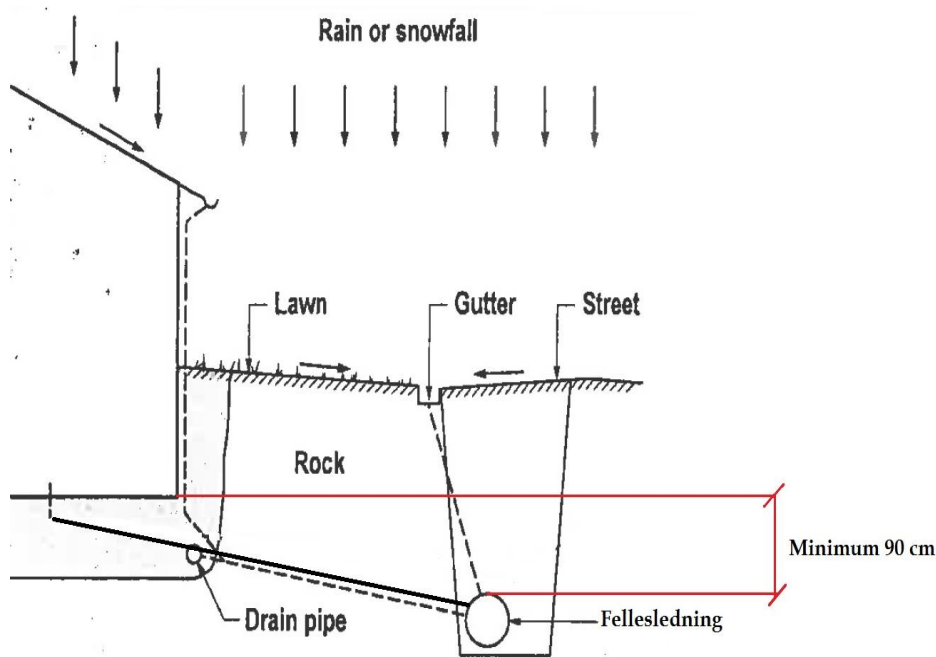 Rain or snowfall
Lawn
Gutter
Street
Rock
Minimum 90 cm
Drain pipe
Fellesledning